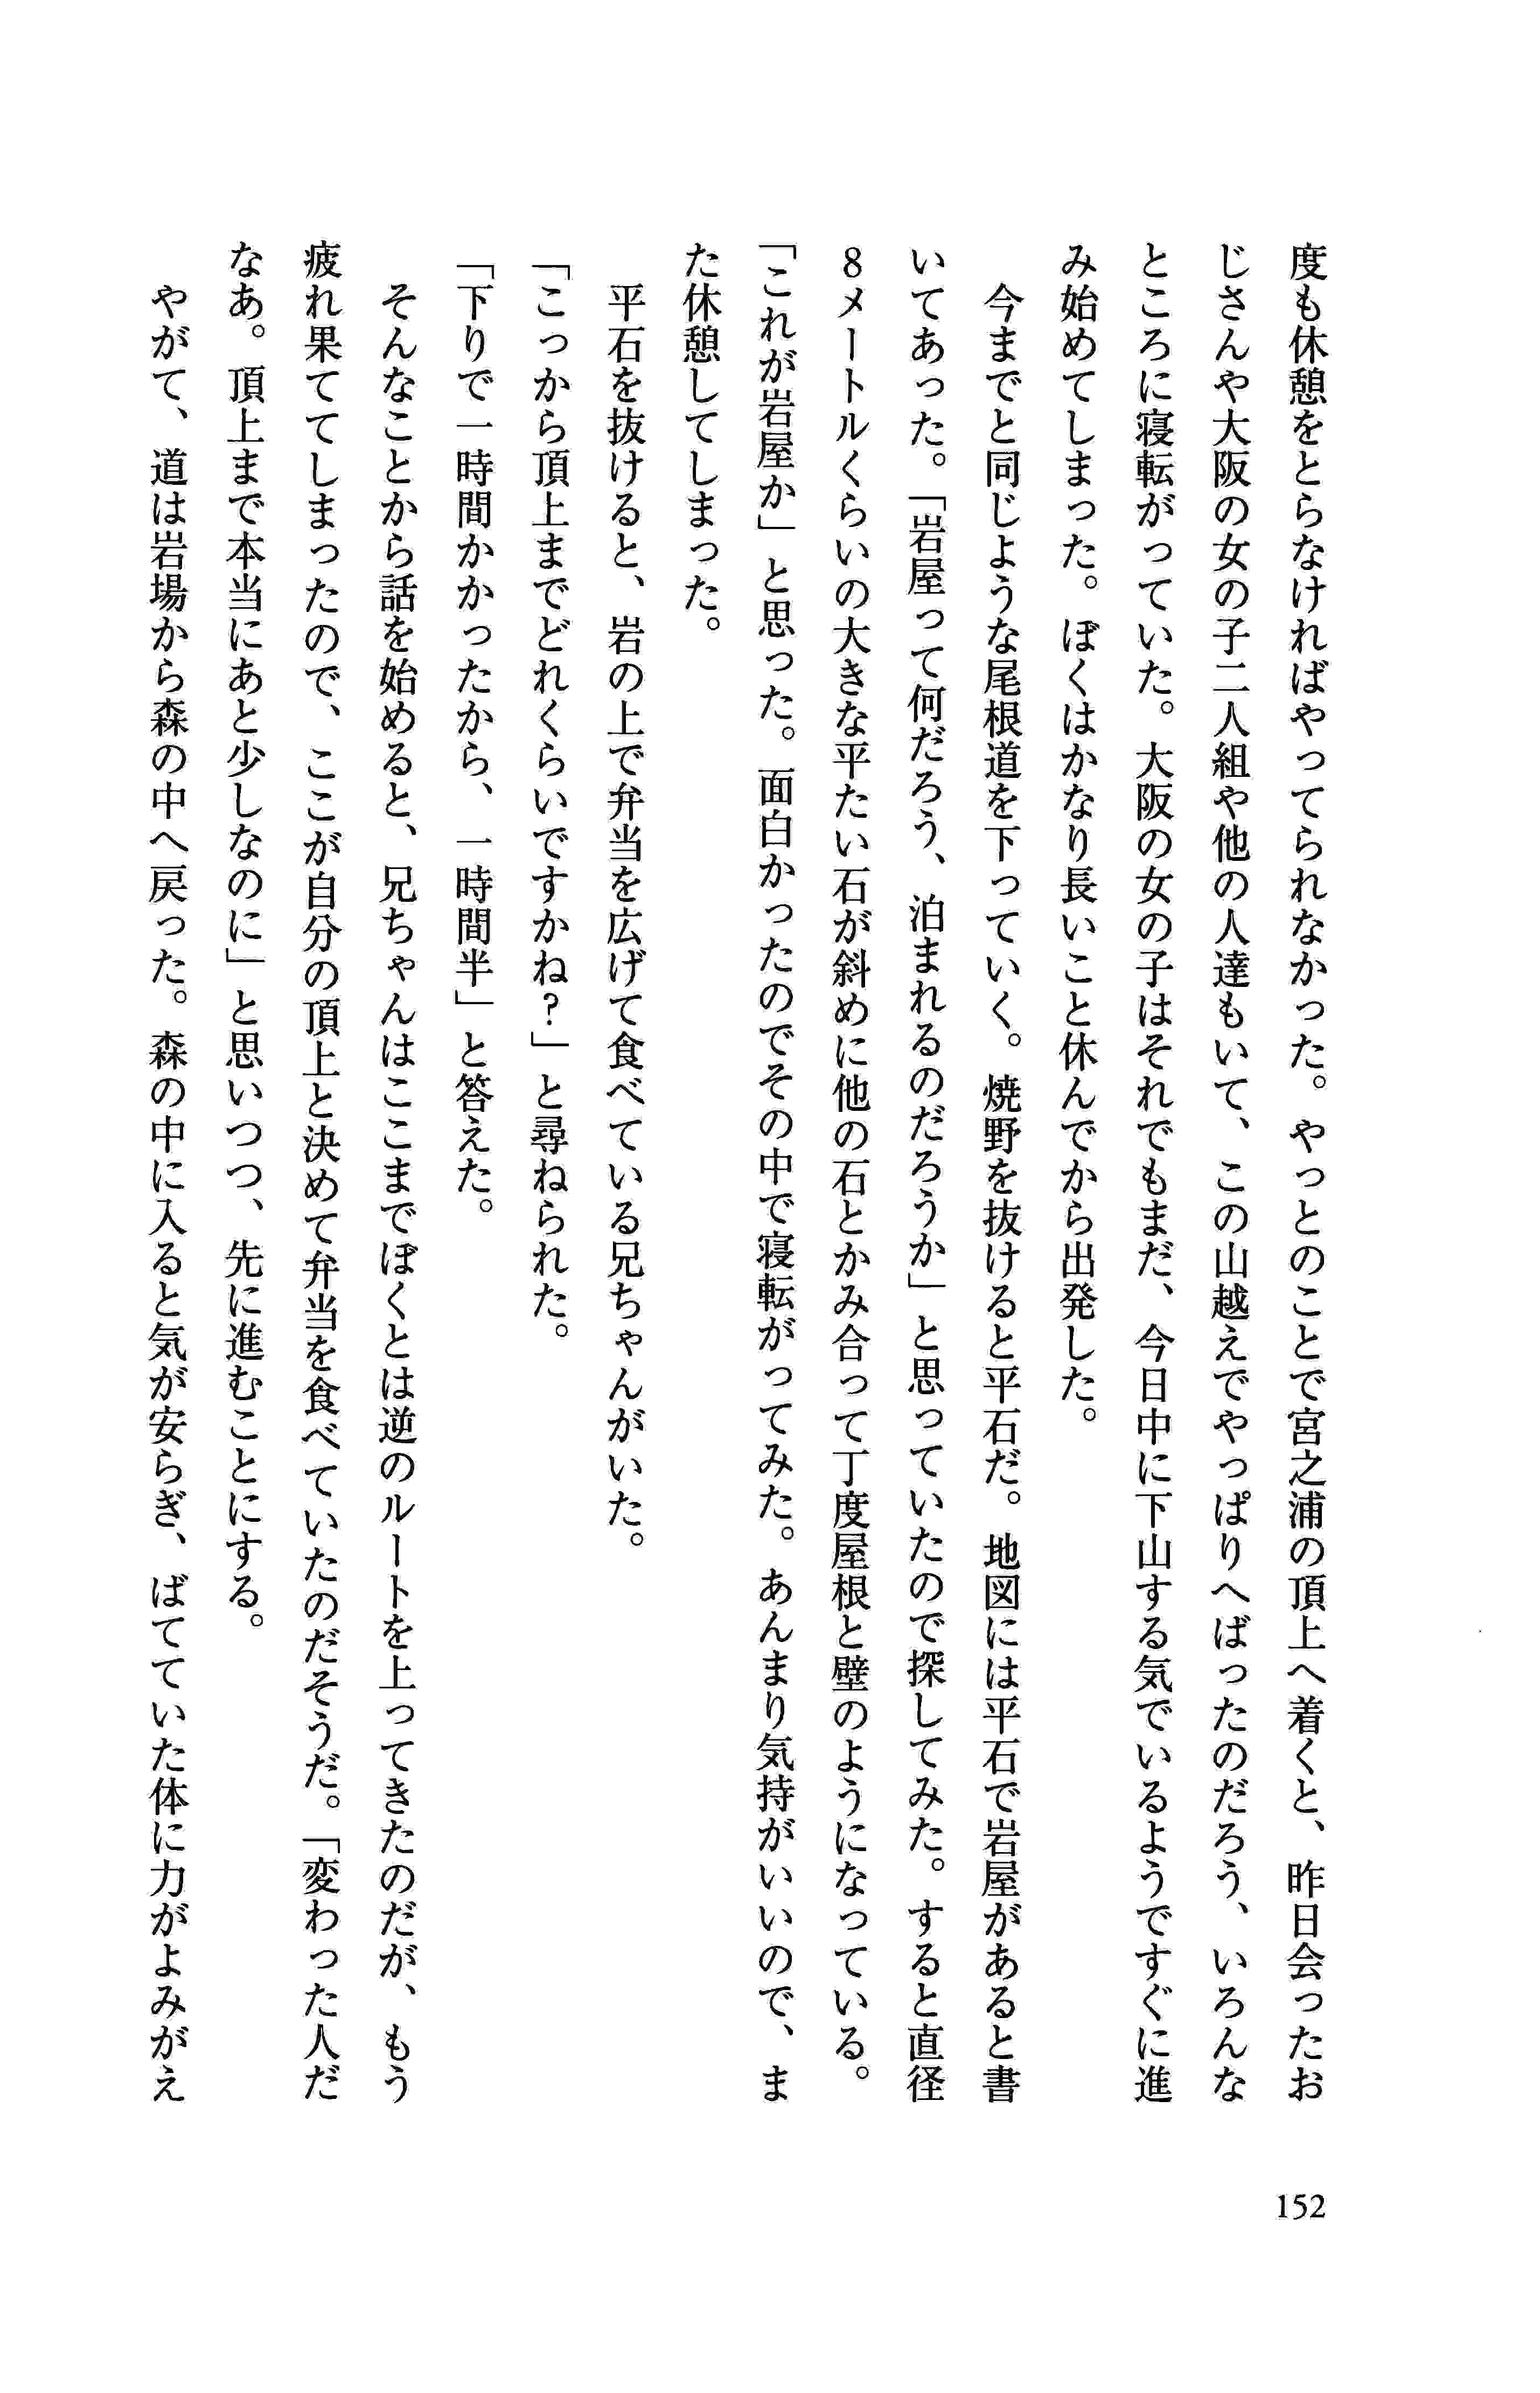 度も休憩をとらなければやってられなかった。やっとのことで宮之浦の頂上へ着くと、昨日会ったお
じさんや大阪の女の子二人組や他の人達もいて、この山越えでやっぱりへばったのだろう、いろんな
ところに寝転がっていた。大阪の女の子はそれでもまだ、今日中に下山する気でいるようですぐに進
み始めてしまった。ぼくはかなり長いこと休んでから出発した。
　今までと同じような尾根道を下っていく。焼野を抜けると平石だ。地図には平石で岩屋があると書
いてあった。「岩屋って何だろう、泊まれるのだろうか」と思っていたので探してみた。すると直径
8メートルくらいの大きな平たい石が斜めに他の石とかみ合って丁度屋根と壁のようになっている。
「これが岩屋か」と思った。面白かったのでその中で寝転がってみた。あんまり気持がいいので、ま
た休憩してしまった。
　平石を抜けると、岩の上で弁当を広げて食べている兄ちゃんがいた。
「こっから頂上までどれくらいですかね?」と尋ねられた。
「下りで一時間かかったから、一時間半」と答えた。
　そんなことから話を始めると、兄ちゃんはここまでぼくとは逆のルートを上ってきたのだが、もう
疲れ果ててしまったので、ここが自分の頂上と決めて弁当を食べていたのだそうだ。「変わった人だ
なあ。頂上まで本当にあと少しなのに」と思いつつ、先に進むことにする。
　やがて、道は岩場から森の中へ戻った。森の中に入ると気が安らぎ、ばてていた体に力がよみがえ
152